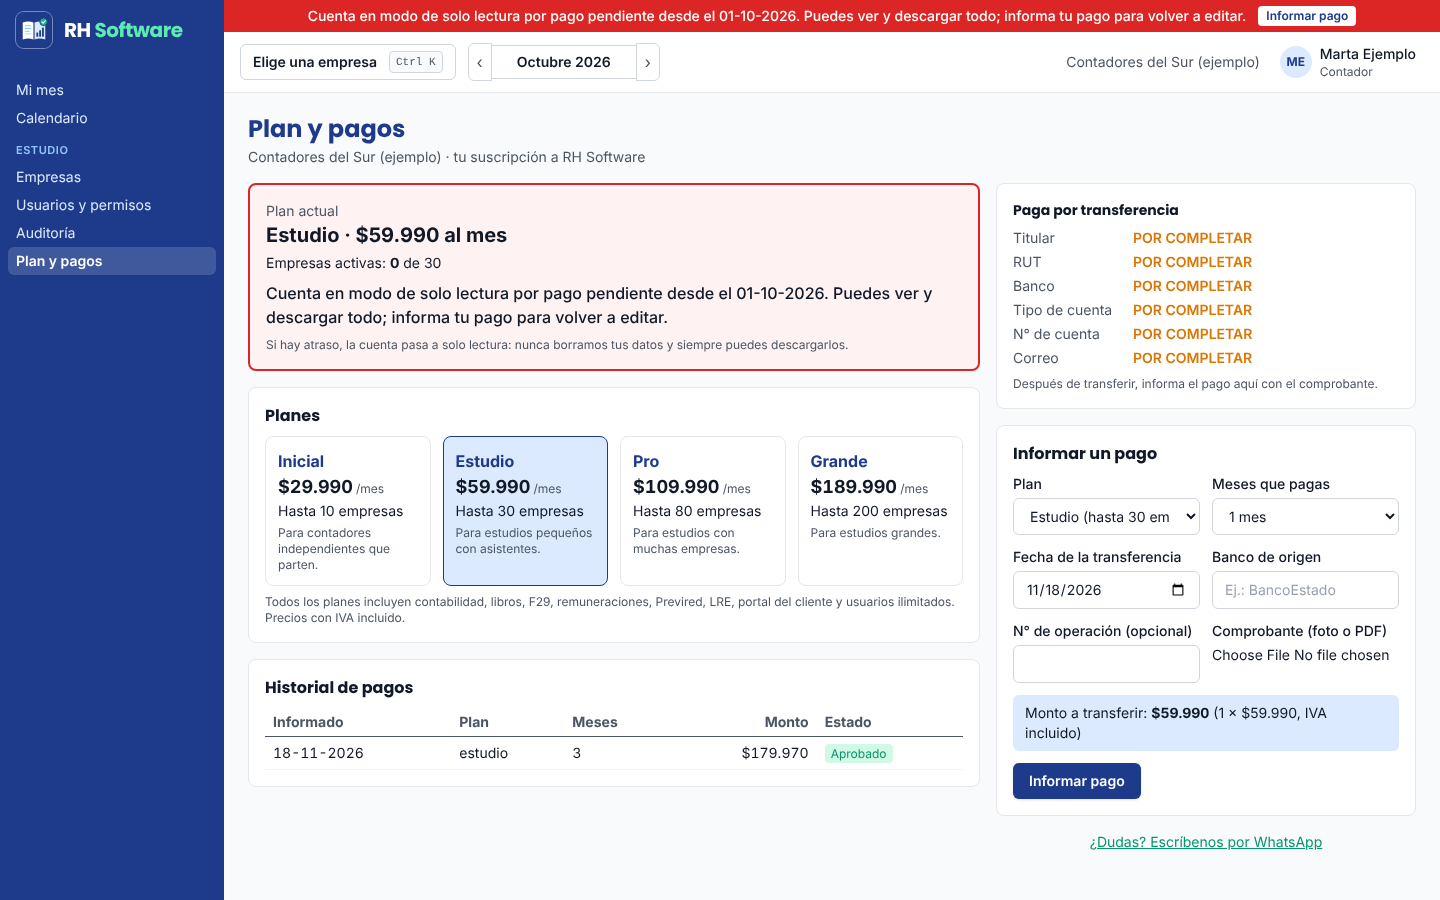 Cuenta en modo de solo lectura por pago pendiente desde el 01-10-2026. Puedes ver y descargar todo; informa tu pago para volver a editar. Informar pago
RH Software
Mi mes
Calendario
ESTUDIO
Empresas
Usuarios y permisos
Auditoría
Plan y pagos
Elige una empresa Ctrl K
‹ Octubre 2026 ›
Contadores del Sur (ejemplo)
ME
Marta Ejemplo
Contador
Plan y pagos
Contadores del Sur (ejemplo) · tu suscripción a RH Software
Plan actual
Estudio · $59.990 al mes
Empresas activas: 0 de 30
Cuenta en modo de solo lectura por pago pendiente desde el 01-10-2026. Puedes ver y
descargar todo; informa tu pago para volver a editar.
Si hay atraso, la cuenta pasa a solo lectura: nunca borramos tus datos y siempre puedes descargarlos.
Planes
Inicial
$29.990 /mes
Hasta 10 empresas
Para contadores
independientes que
parten.
Estudio
$59.990 /mes
Hasta 30 empresas
Para estudios pequeños
con asistentes.
Pro
$109.990 /mes
Hasta 80 empresas
Para estudios con
muchas empresas.
Grande
$189.990 /mes
Hasta 200 empresas
Para estudios grandes.
Todos los planes incluyen contabilidad, libros, F29, remuneraciones, Previred, LRE, portal del cliente y usuarios ilimitados.
Precios con IVA incluido.
Historial de pagos
Informado Plan Meses Monto Estado
18-11-2026 estudio 3 $179.970 Aprobado
Paga por transferencia
Titular POR COMPLETAR
RUT POR COMPLETAR
Banco POR COMPLETAR
Tipo de cuenta POR COMPLETAR
N° de cuenta POR COMPLETAR
Correo POR COMPLETAR
Después de transferir, informa el pago aquí con el comprobante.
Informar un pago
Plan Meses que pagas
Estudio (hasta 30 em 1 mes
Fecha de la transferencia Banco de origen
11/18/2026 Ej.: BancoEstado
N° de operación (opcional) Comprobante (foto o PDF)
Choose File No file chosen
Monto a transferir: $59.990 (1 × $59.990, IVA
incluido)
Informar pago
¿Dudas? Escríbenos por WhatsApp